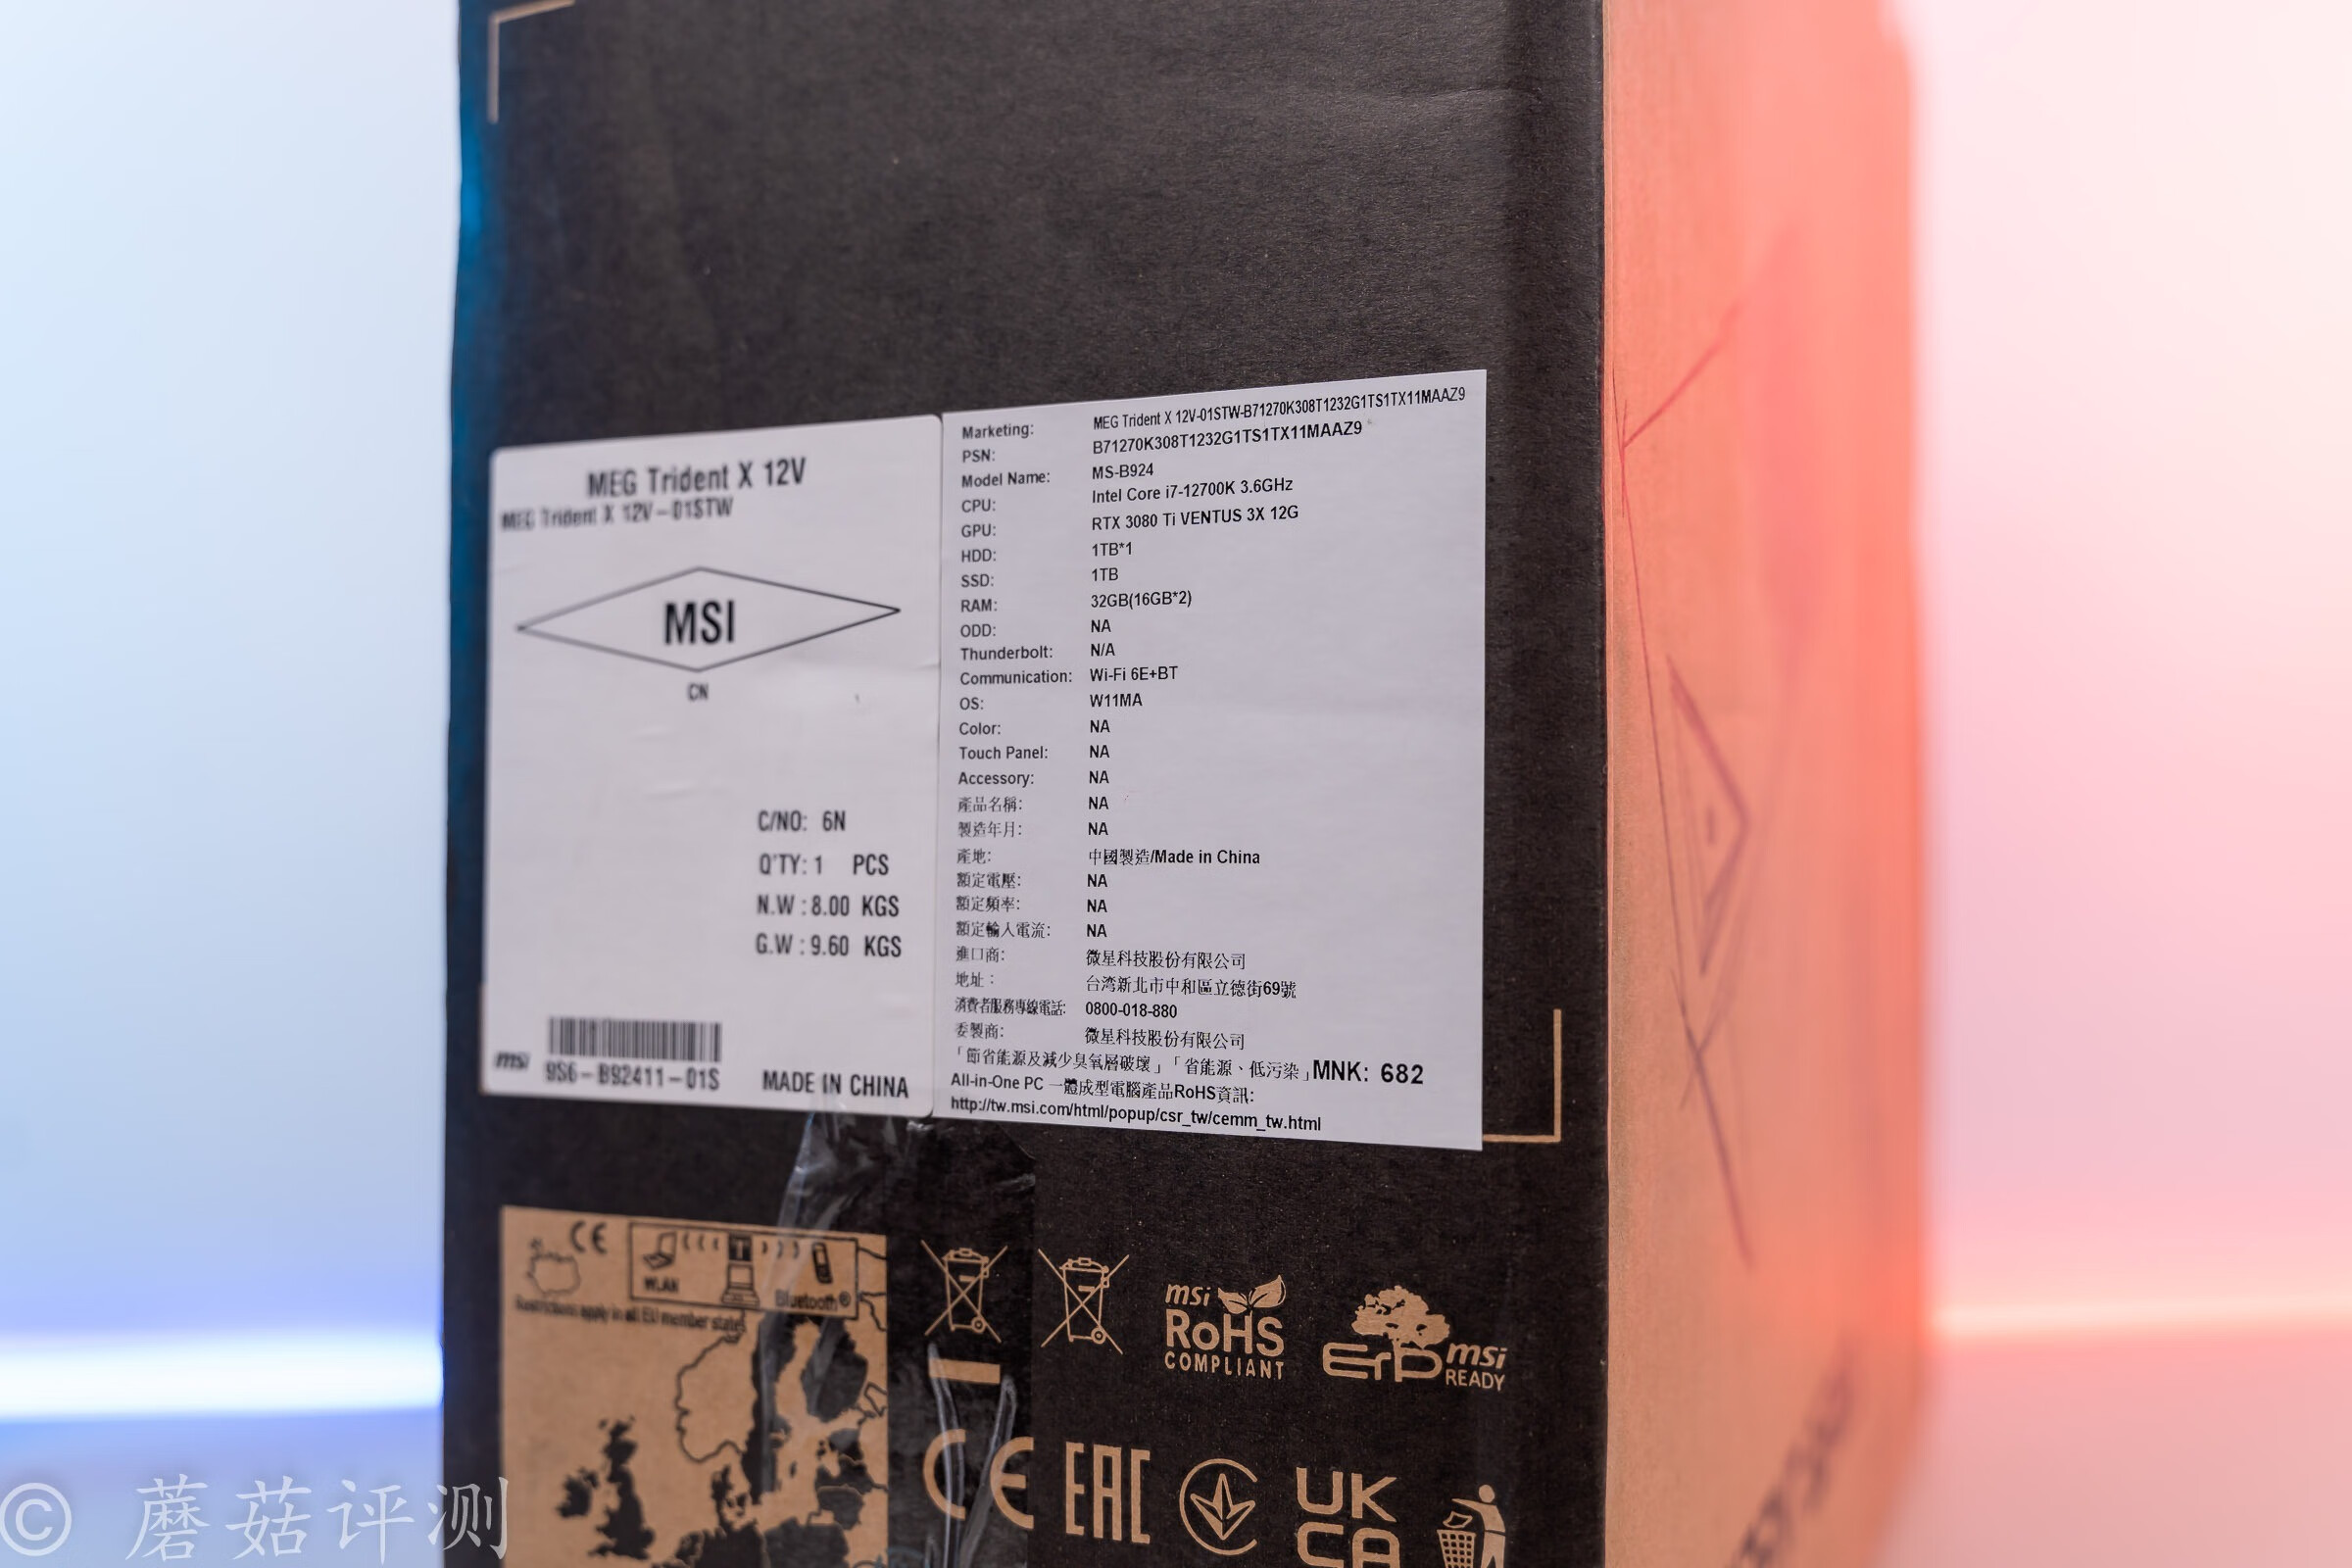 MEG Trident X 12V
MEG Trident X 12V-01STW
MSI
CN
C/NO: 6N
Q'TY: 1 PCS
N.W : 8.00 KGS
G.W : 9.60 KGS
msi
9S6-B92411-01S
MADE IN CHINA
Marketing: MEG Trident X 12V-01STW-B71270K308T1232G1TS1TX11MAAZ9
PSN: B71270K308T1232G1TS1TX11MAAZ9
Model Name: MS-B924
CPU: Intel Core i7-12700K 3.6GHz
GPU: RTX 3080 Ti VENTUS 3X 12G
HDD: 1TB*1
SSD: 1TB
RAM: 32GB(16GB*2)
ODD: NA
Thunderbolt: N/A
Communication: Wi-Fi 6E+BT
OS: W11MA
Color: NA
Touch Panel: NA
Accessory: NA
產品名稱: NA
製造年月: NA
產地: 中國製造/Made in China
額定電壓: NA
額定頻率: NA
額定輸入電流: NA
進口商: 微星科技股份有限公司
地址: 台湾新北市中和區立德街69號
消費者服務專線電話: 0800-018-880
委製商: 微星科技股份有限公司
「節省能源及減少臭氧層破壞」「省能源、低污染」MNK: 682
All-in-One PC 一體成型電腦產品RoHS資訊:
http://tw.msi.com/html/popup/csr_tw/cemm_tw.html
CE
WLAN
Bluetooth®
Restrictions apply in all EU member states
msi
RoHS
COMPLIANT
ErP msi
READY
CE EAC UK
CA
© 蘑菇评测